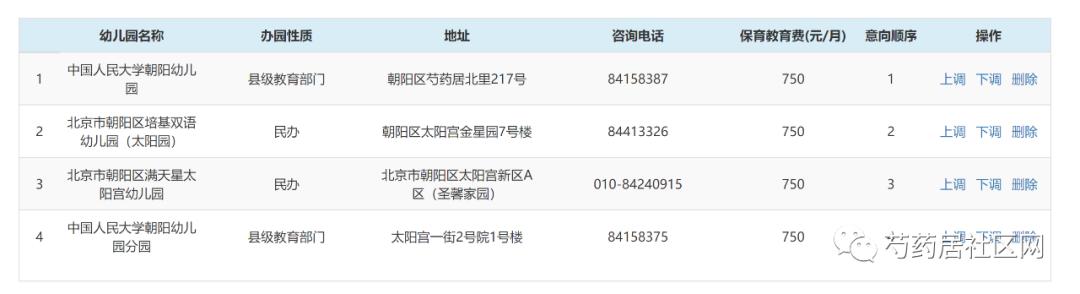 幼儿园名称 办园性质 地址 咨询电话 保育教育费(元/月) 意向顺序 操作
1 中国人民大学朝阳幼儿园 县级教育部门 朝阳区芍药居北里217号 84158387 750 1 上调 下调 删除
2 北京市朝阳区培基双语幼儿园（太阳园） 民办 朝阳区太阳宫金星园7号楼 84413326 750 2 上调 下调 删除
3 北京市朝阳区满天星太阳宫幼儿园 民办 北京市朝阳区太阳宫新区A区（圣馨家园） 010-84240915 750 3 上调 下调 删除
4 中国人民大学朝阳幼儿园分园 县级教育部门 太阳宫一街2号院1号楼 84158375 750 4 上调 下调 删除
芍药居社区网